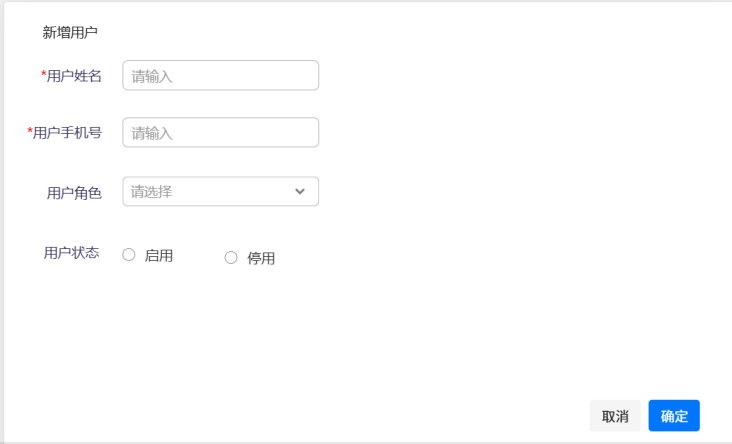 新增用户
*用户姓名 请输入
*用户手机号 请输入
用户角色 请选择
用户状态 启用 停用
取消 确定